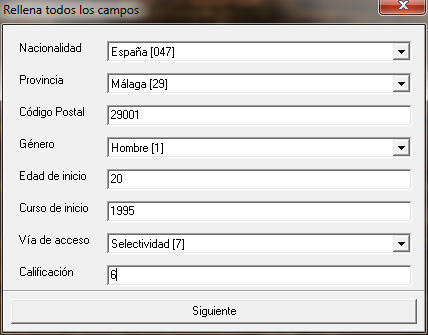 Rellena todos los campos
Nacionalidad España [047]
Provincia Málaga [29]
Código Postal 29001
Género Hombre [1]
Edad de inicio 20
Curso de inicio 1995
Vía de acceso Selectividad [7]
Calificación 6
Siguiente